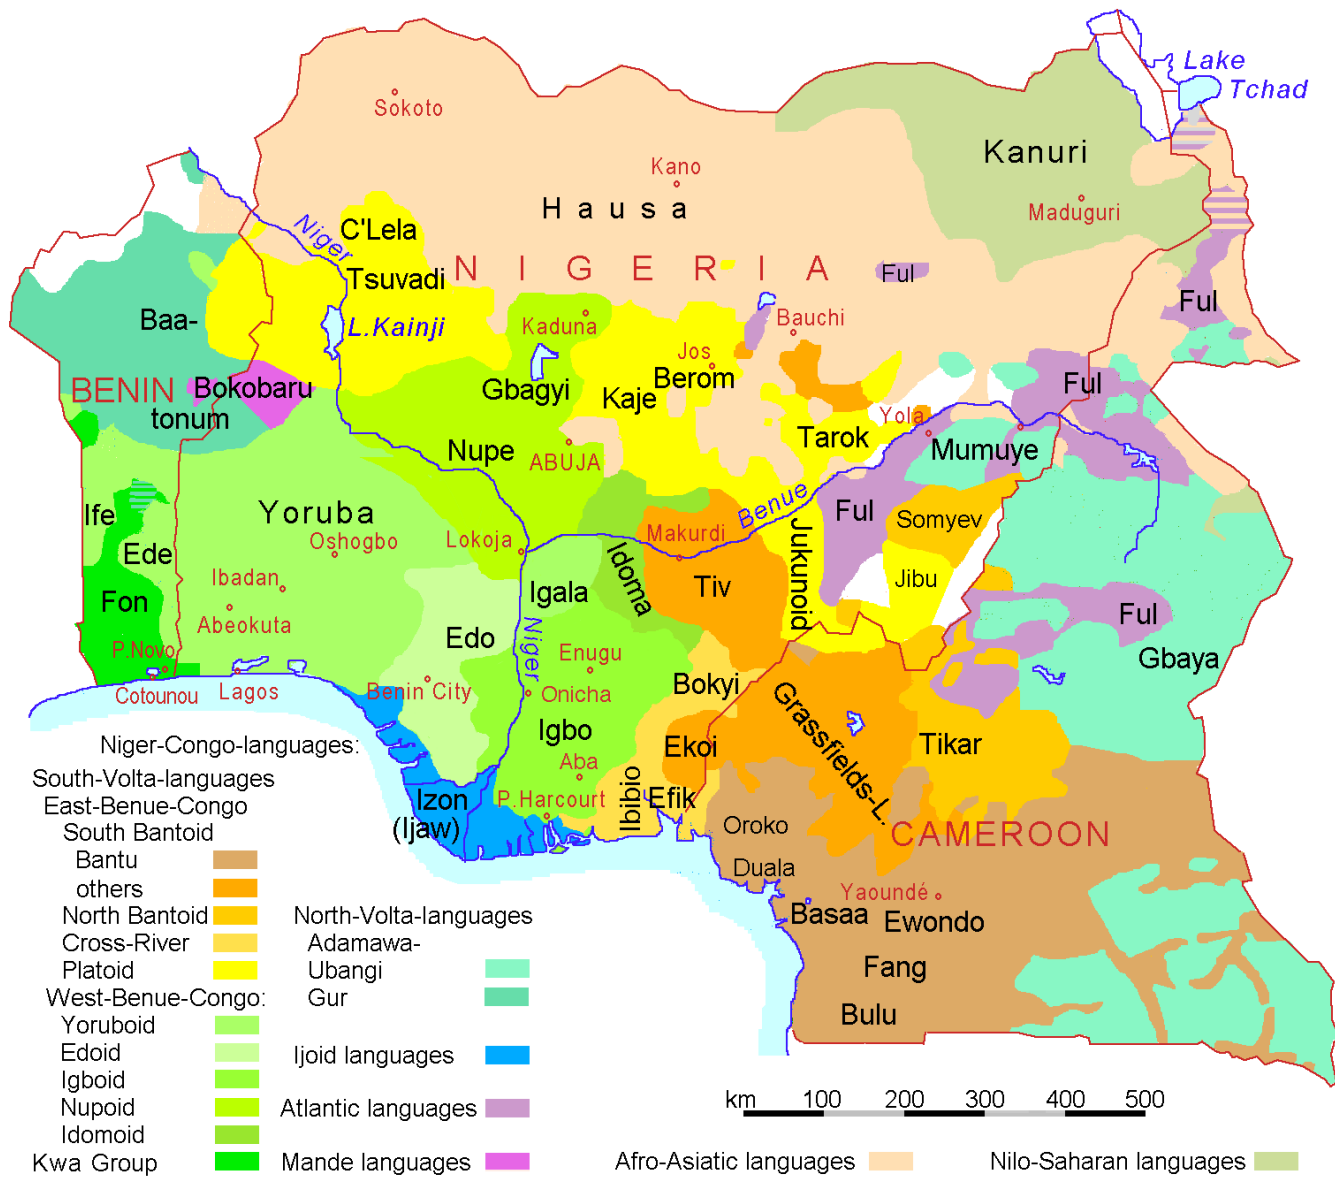 Lake
Tchad
Sokoto
Kanuri
Kano
Maduguri
H a u s a
Niger
C'Lela
N I G E R I A
Tsuvadi
Ful
Ful
Baa-
L.Kainji
Kaduna
Bauchi
Jos
BENIN
Bokobaru
Gbagyi
Berom
Kaje
Ful
tonum
Yola
Tarok
Mumuye
Nupe
ABUJA
Benue
Ife
Yoruba
Ful
Somyev
Oshogbo
Lokoja
Makurdi
Ede
Jukunoid
Idoma
Ibadan
Igala
Tiv
Jibu
Fon
Abeokuta
Ful
Edo
Niger
P.Novo
Enugu
Gbaya
Cotounou
Lagos
Benin City
Onicha
Bokyi
Grassfields-L.
Igbo
Ekoi
Tikar
Aba
Izon
(Ijaw)
P.Harcourt
Ibibio
Efik
Oroko
CAMEROON
Duala
Yaoundé
Basaa
Ewondo
Fang
Bulu
Niger-Congo-languages:
South-Volta-languages
East-Benue-Congo
South Bantoid
Bantu
others
North Bantoid
Cross-River
Platoid
West-Benue-Congo:
Yoruboid
Edoid
Igboid
Nupoid
Idomoid
Kwa Group
North-Volta-languages
Adamawa-
Ubangi
Gur
Ijoid languages
Atlantic languages
Mande languages
km 100 200 300 400 500
Afro-Asiatic languages
Nilo-Saharan languages